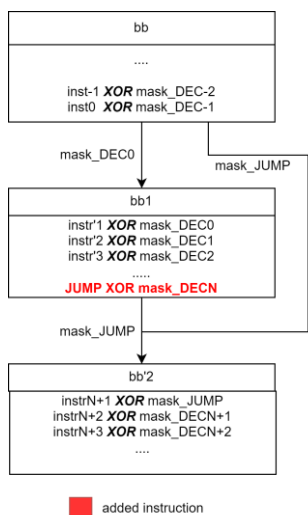 bb
....
inst-1 XOR mask_DEC-2
inst0 XOR mask_DEC-1
mask_DEC0
mask_JUMP
bb1
instr'1 XOR mask_DEC0
instr'2 XOR mask_DEC1
instr'3 XOR mask_DEC2
.....
JUMP XOR mask_DECN
mask_JUMP
bb'2
instrN+1 XOR mask_JUMP
instrN+2 XOR mask_DECN+1
instrN+3 XOR mask_DECN+2
....
added instruction